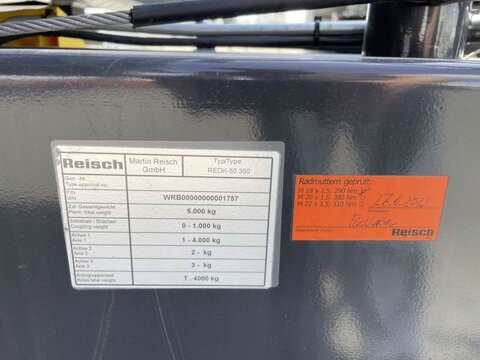 Reisch
Martin Reisch
GmbH
Typ/Type
REDK-50.350
Gen.-Nr.
Type approval no.
FIN
VIN
WRB00000000001757
Zul. Gesamtgewicht
Perm. total weight
5.000 kg
Sattellast / Stützlast
Coupling weight
0 - 1.000 kg
Achse 1
Axle 1
1 - 4.000 kg
Achse 2
Axle 2
2 - kg
Achse 3
Axle 3
3 - kg
Achsgruppenlast
Axles total weight
T. 4000 kg
Radmuttern geprüft:
M 18 x 1,5; 290 Nm
M 20 x 1,5; 380 Nm
M 22 x 1,5; 510 Nm
Reisch